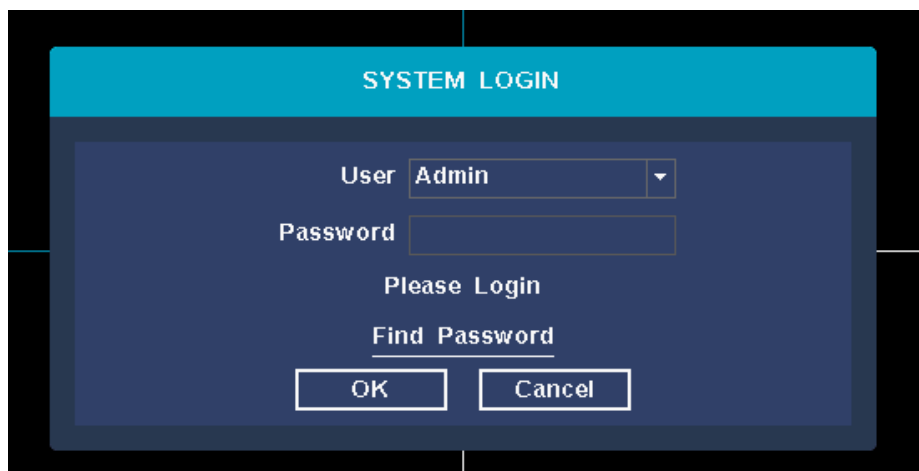 SYSTEM LOGIN
User Admin
Password
Please Login
Find Password
OK Cancel